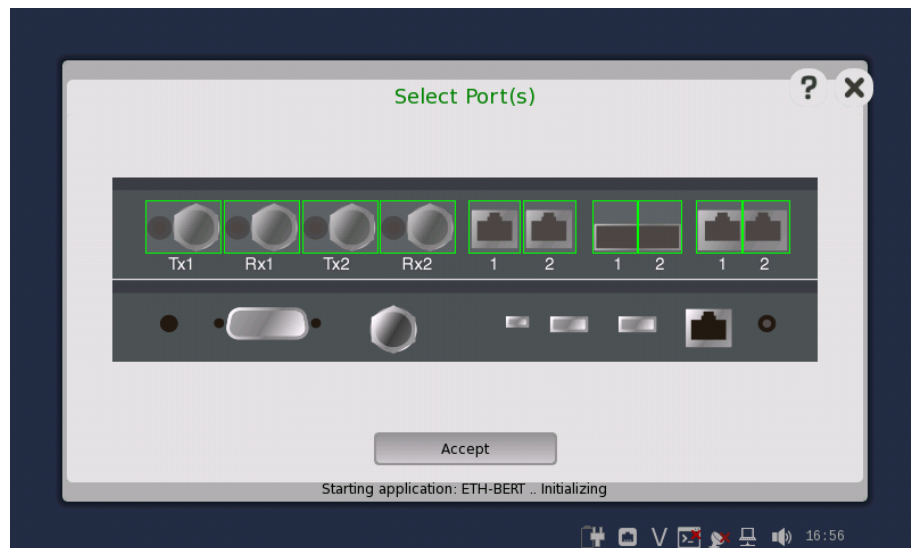 Select Port(s)
?
Tx1 Rx1 Tx2 Rx2 1 2 1 2 1 2
Accept
Starting application: ETH-BERT .. Initializing
V 16:56